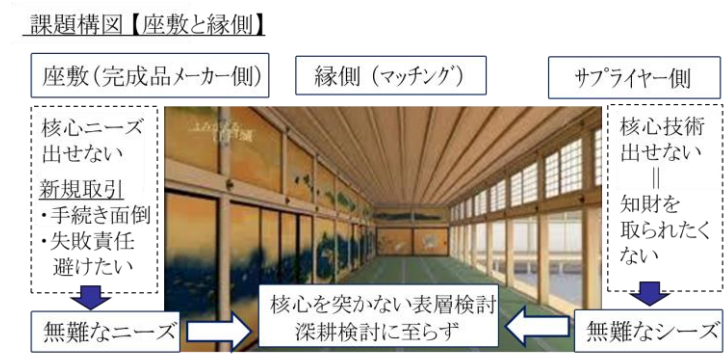 課題構図【座敷と縁側】
座敷（完成品メーカー側）
縁側（マッチング）
サプライヤー側
核心ニーズ
出せない
新規取引
・手続き面倒
・失敗責任
避けたい
核心技術
出せない
＝
知財を
取られたく
ない
無難なニーズ
核心を突かない表層検討
深耕検討に至らず
無難なシーズ